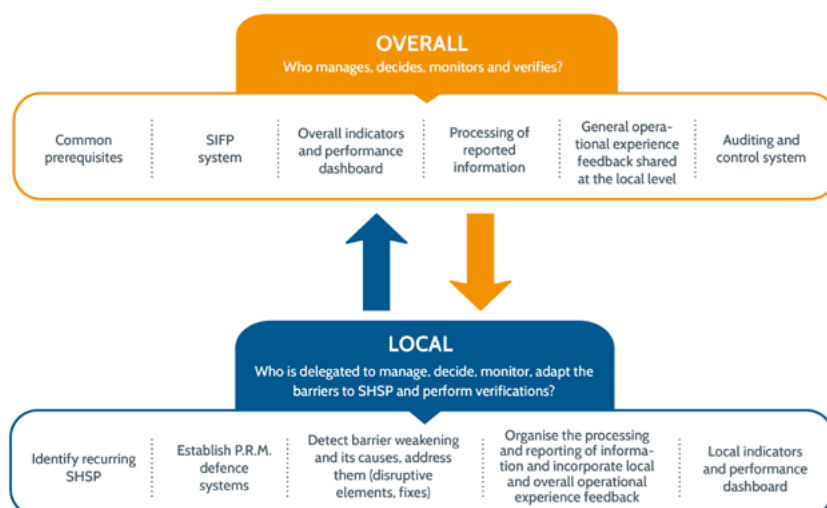 OVERALL
Who manages, decides, monitors and verifies?
Common
prerequisites
SIFP
system
Overall indicators
and performance
dashboard
Processing of
reported
information
General opera-
tional experience
feedback shared
at the local level
Auditing and
control system
LOCAL
Who is delegated to manage, decide, monitor, adapt the
barriers to SHSP and perform verifications?
Identify recurring
SHSP
Establish P.R.M.
defence
systems
Detect barrier weakening
and its causes, address
them (disruptive
elements, fixes)
Organise the processing
and reporting of informa-
tion and incorporate local
and overall operational
experience feedback
Local indicators
and performance
dashboard